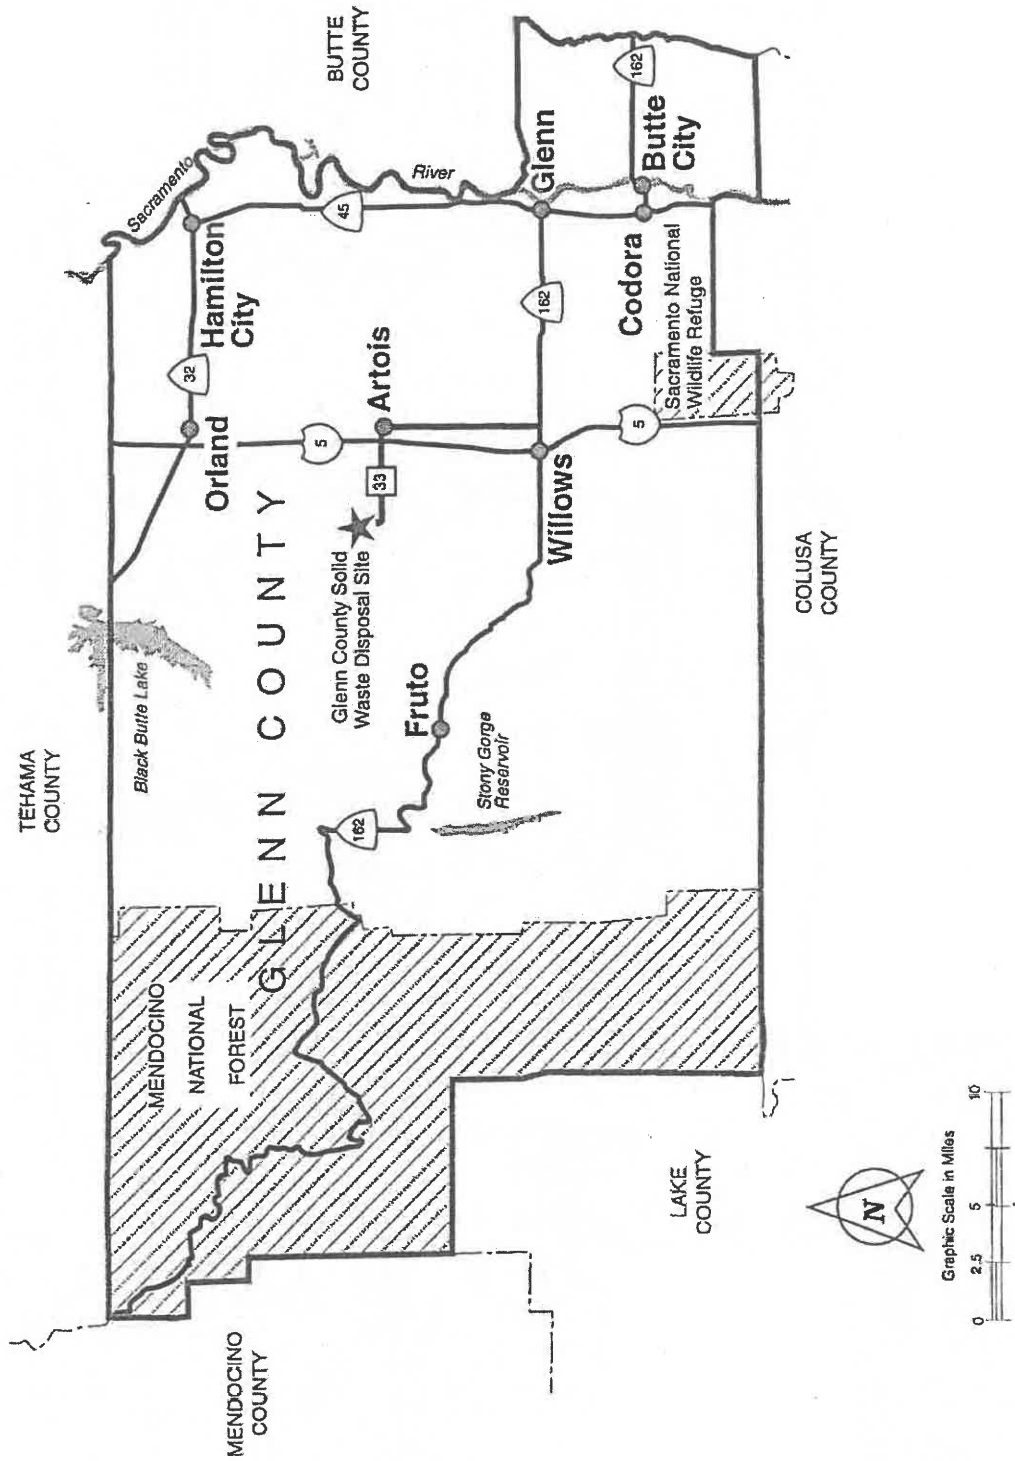 TEHAMA
COUNTY
BUTTE
COUNTY
Sacramento
River
Black Butte Lake
32
Orland
Hamilton
City
MENDOCINO
NATIONAL
FOREST
MENDOCINO
COUNTY
GLENN COUNTY
5
45
Glenn County Solid
Waste Disposal Site
33
Artois
162
Fruto
Stony Gorge
Reservoir
Willows
162
Glenn
162
Butte
City
Codora
5
Sacramento National
Wildlife Refuge
LAKE
COUNTY
COLUSA
COUNTY
N
Graphic Scale in Miles
0 2.5 5 10